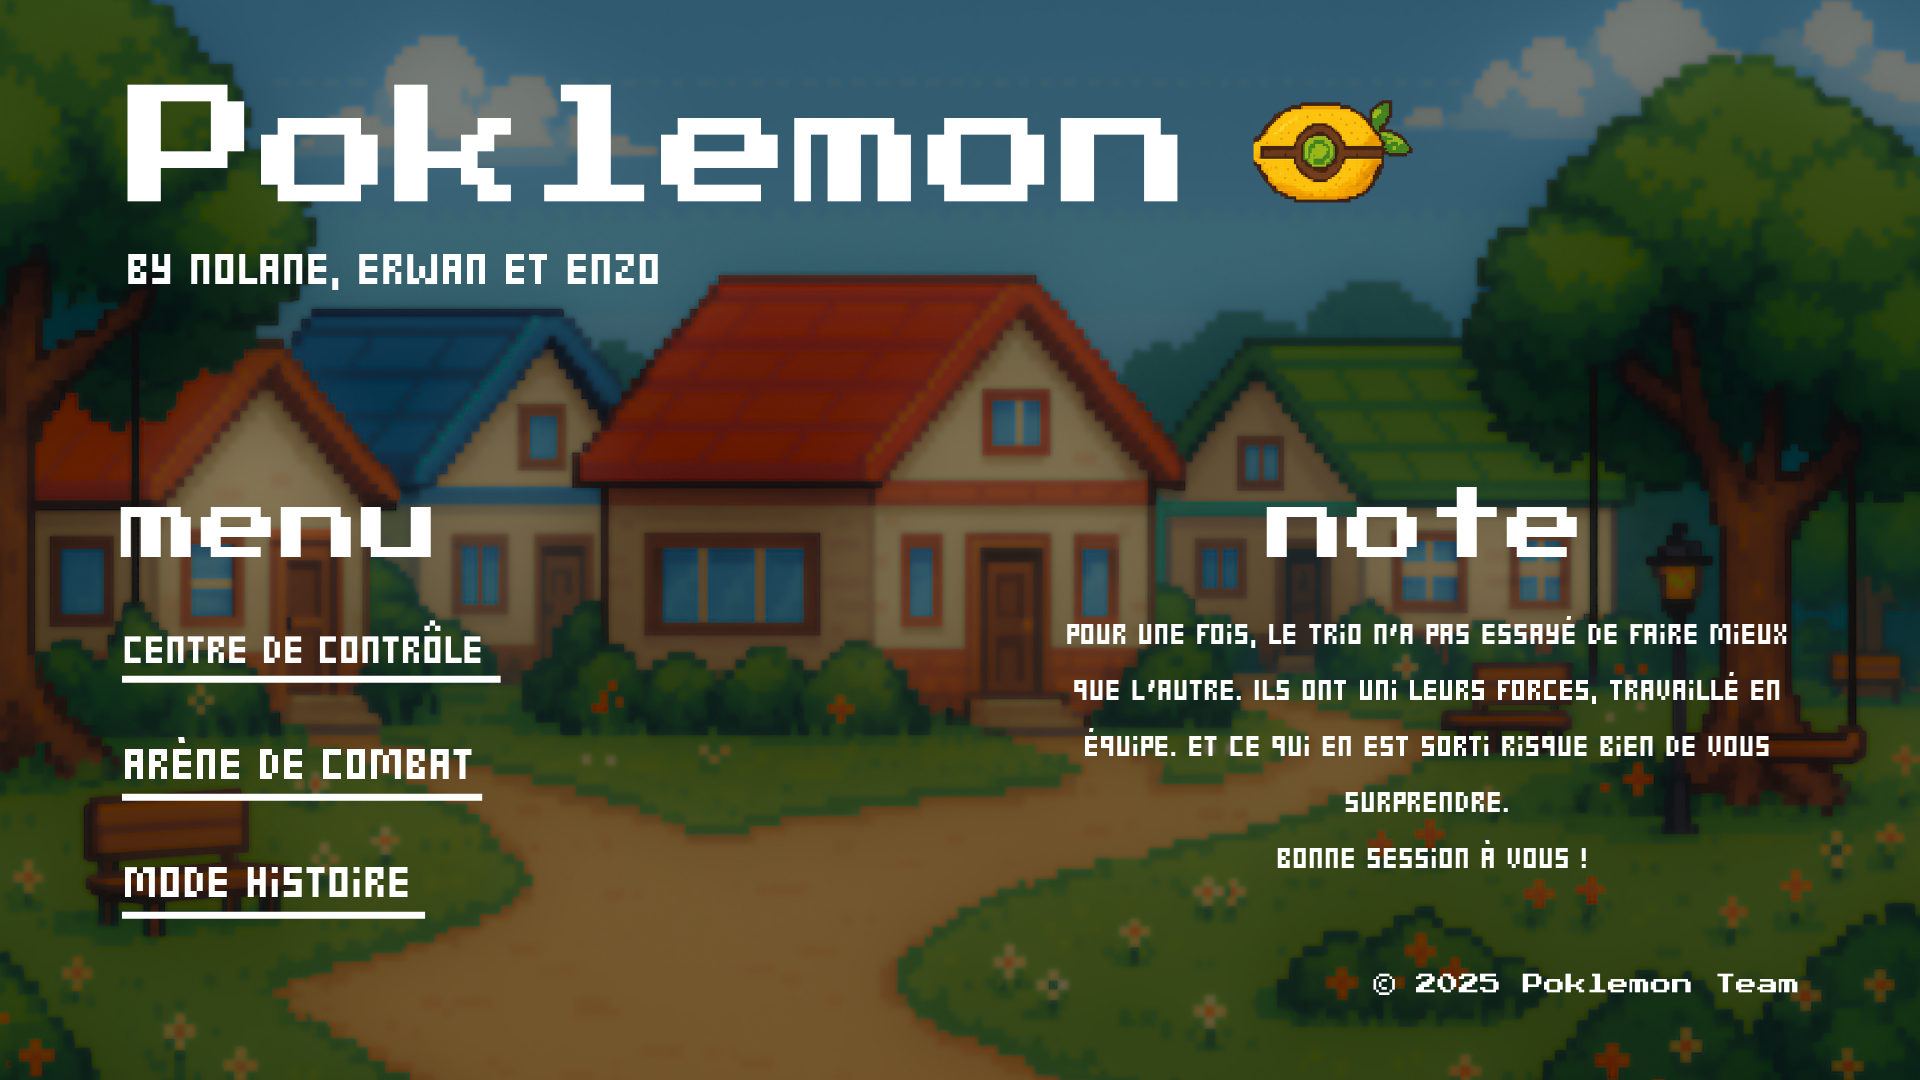 Poklemon
BY NOLANE, ERWAN ET ENZO
menu
CENTRE DE CONTRÔLE
ARÈNE DE COMBAT
MODE HiSTOiRE
note
POUR UNE FOiS, LE TRiO N'A PAS ESSAYÉ DE FAiRE MiEUX
QUE L'AUTRE. ILS ONT UNi LEURS FORCES, TRAVAiLLÉ EN
ÉQUiPE. ET CE QUi EN EST SORTi RiSQUE BiEN DE VOUS
SURPRENDRE.
BONNE SESSiON À VOUS !
© 2025 Poklemon Team